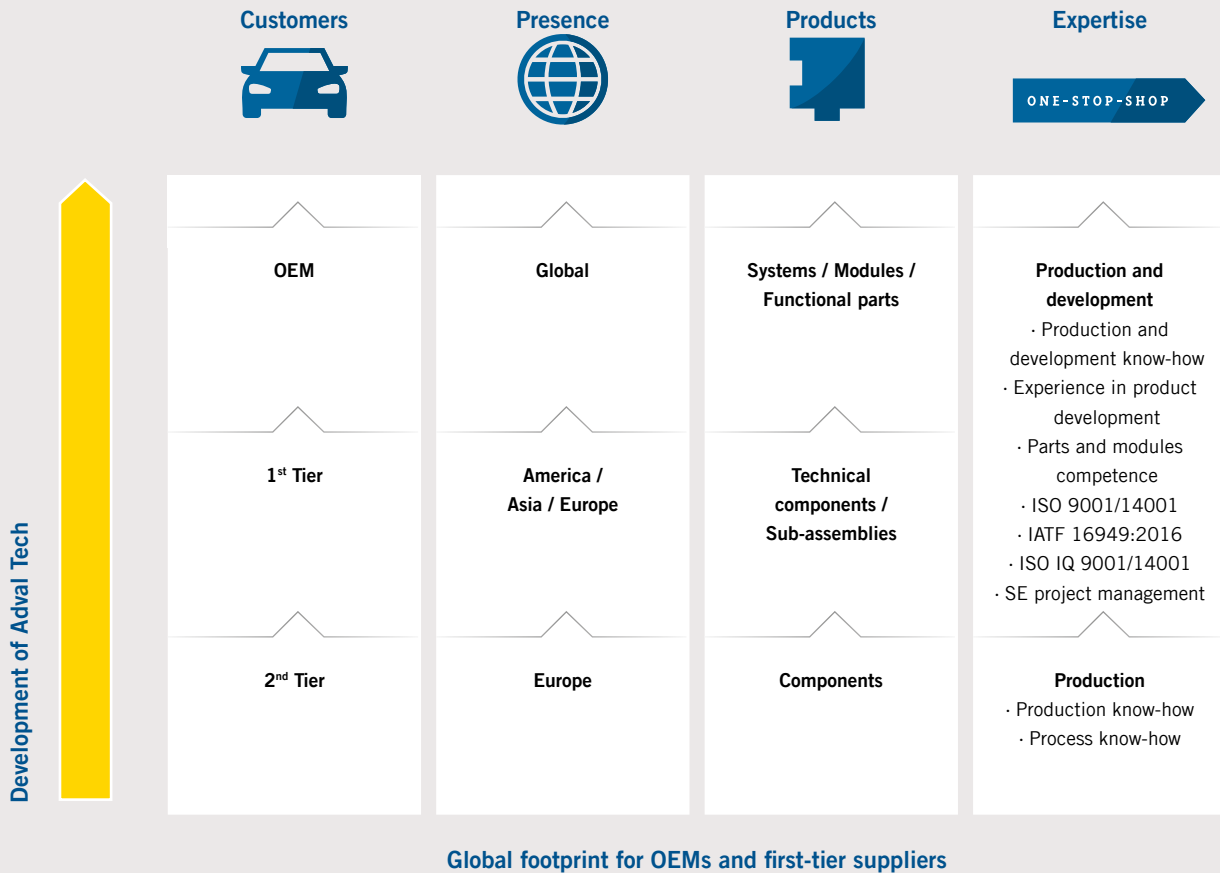 Customers
Presence
Products
Expertise
ONE-STOP-SHOP
Development of Adval Tech
OEM
Global
Systems / Modules /
Functional parts
Production and
development
· Production and
development know-how
· Experience in product
development
· Parts and modules
competence
· ISO 9001/14001
· IATF 16949:2016
· ISO IQ 9001/14001
· SE project management
1st Tier
America /
Asia / Europe
Technical
components /
Sub-assemblies
2nd Tier
Europe
Components
Production
· Production know-how
· Process know-how
Global footprint for OEMs and first-tier suppliers